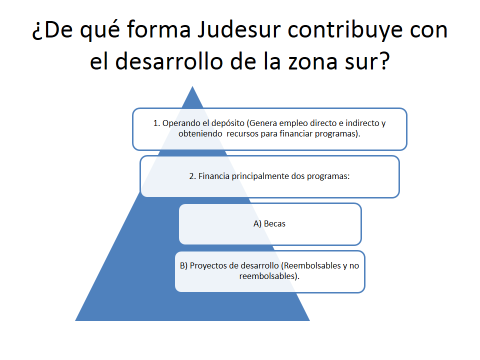 ¿De qué forma Judesur contribuye con
el desarrollo de la zona sur?
1. Operando el depósito (Genera empleo directo e indirecto y
obteniendo recursos para financiar programas).
2. Financia principalmente dos programas:
A) Becas
B) Proyectos de desarrollo (Reembolsables y no
reembolsables).